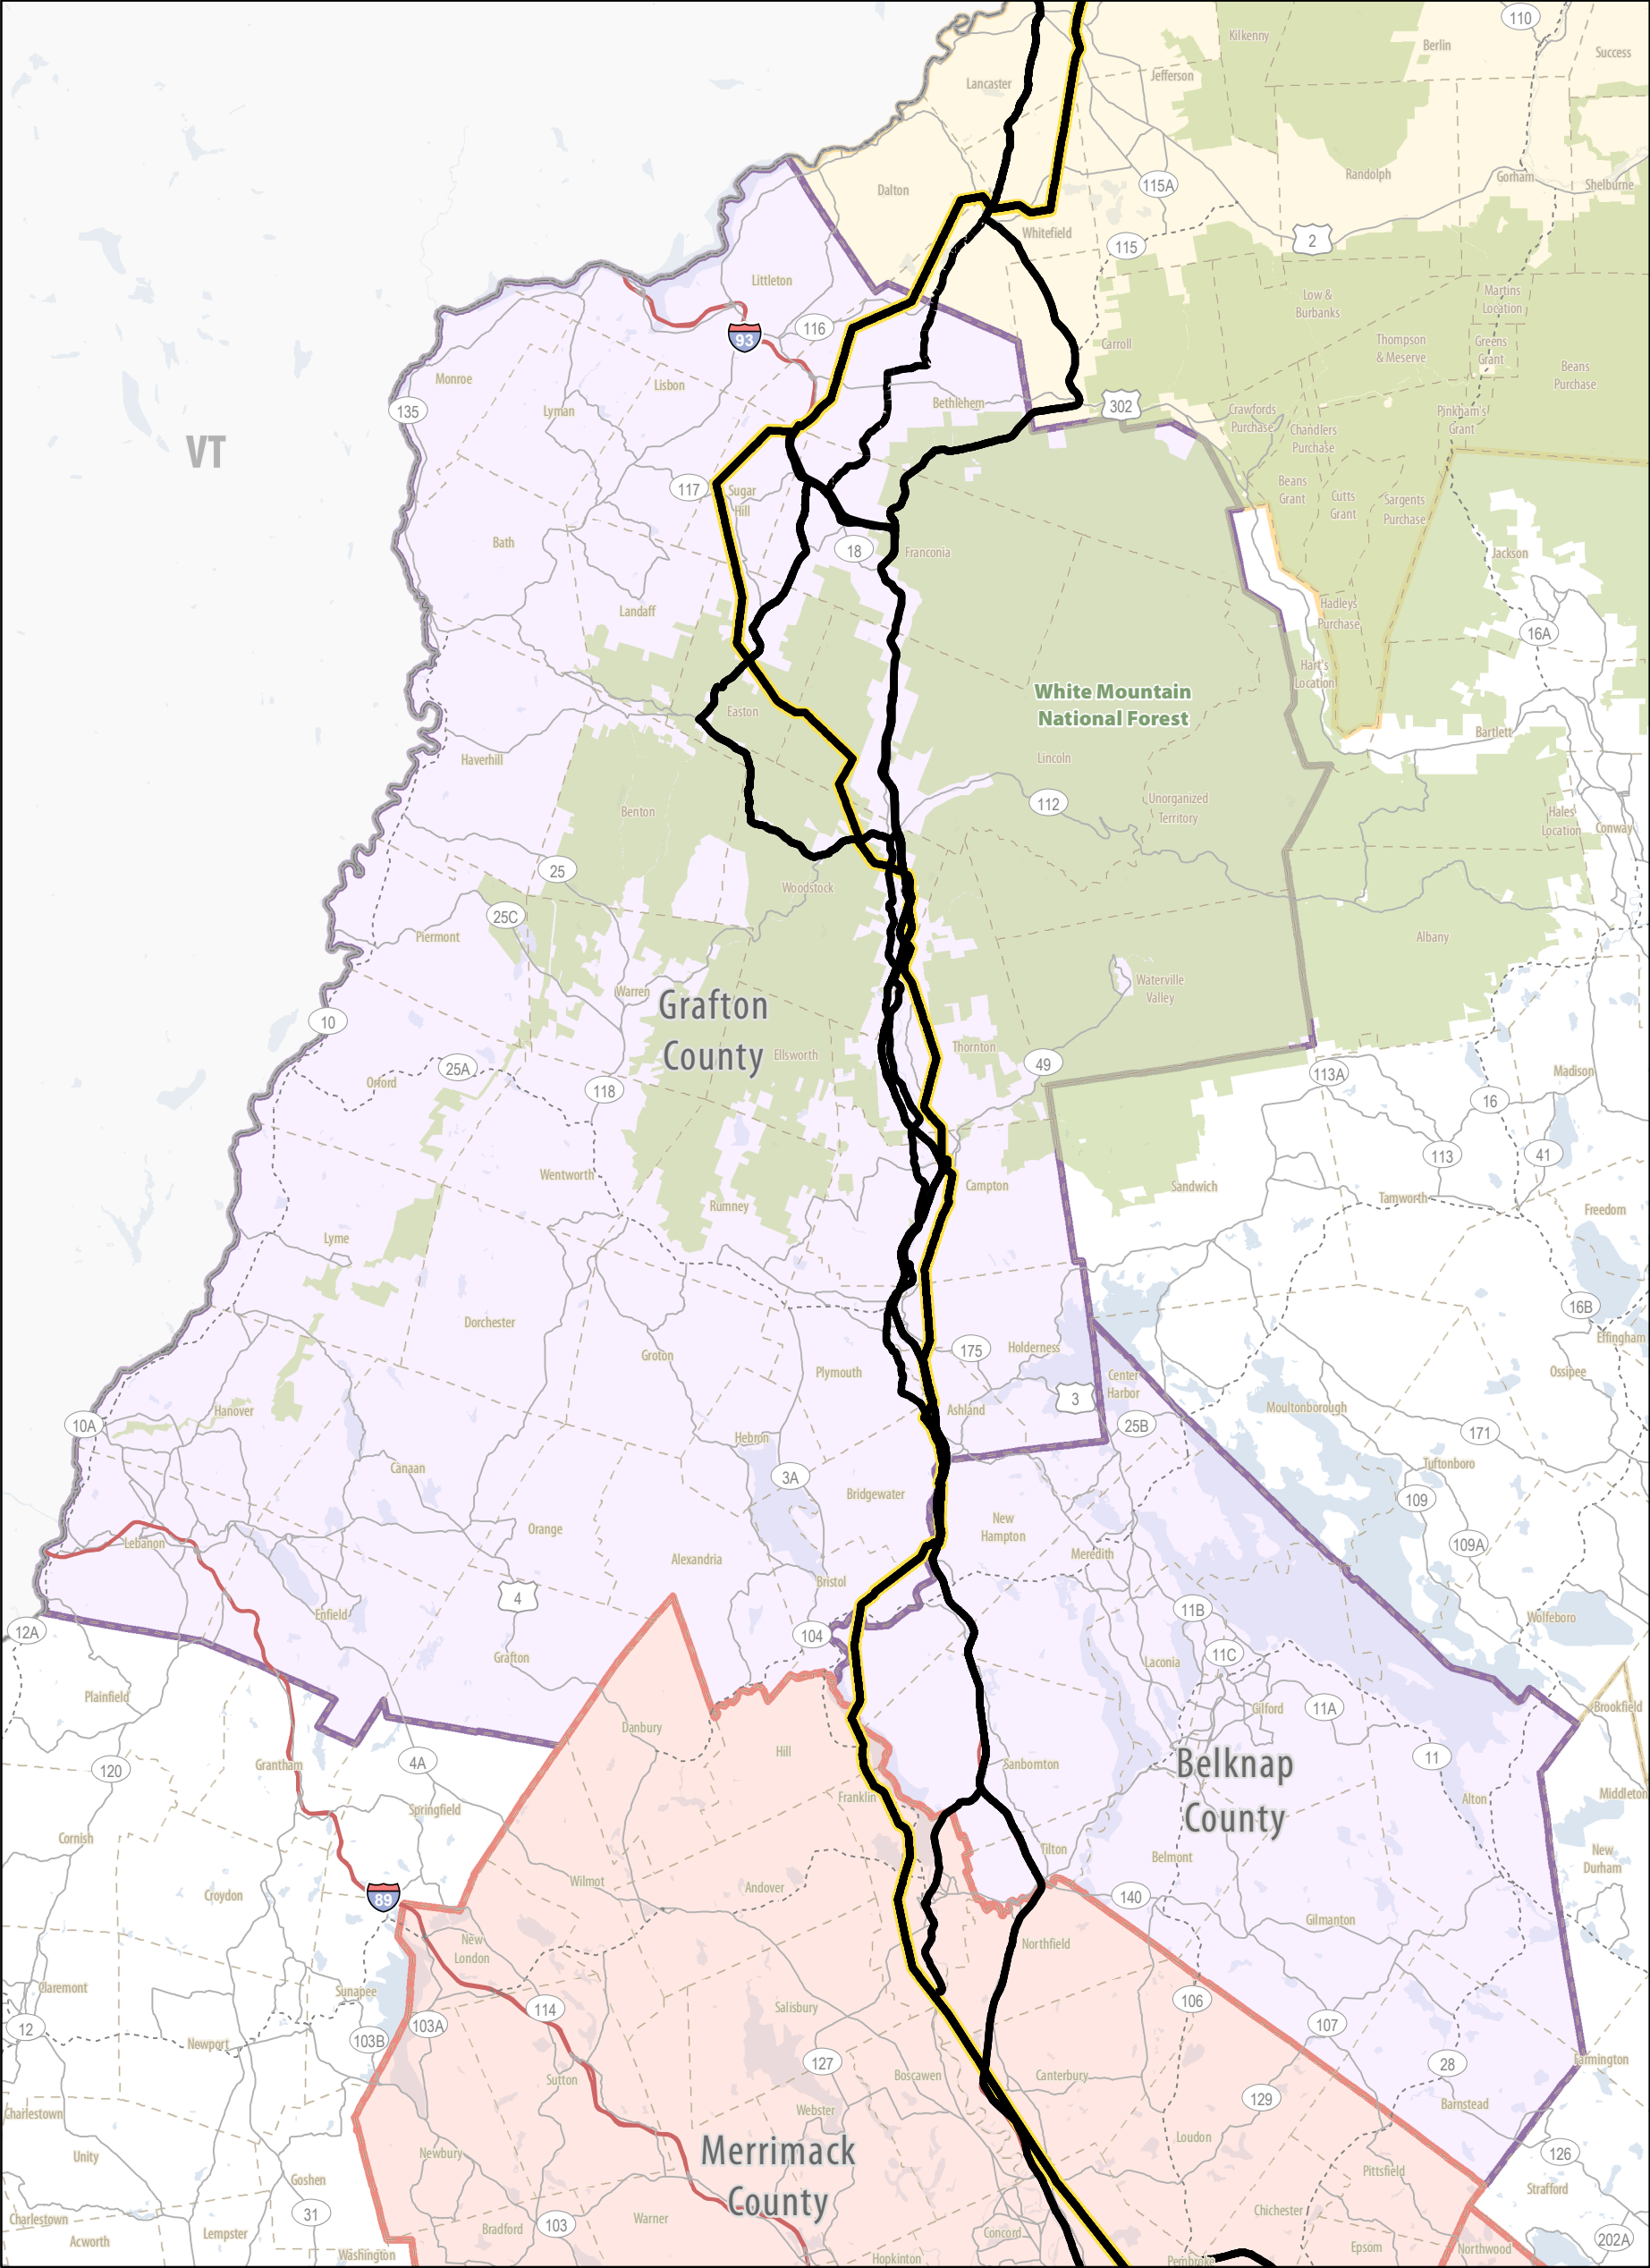 110
Kilkenny
Berlin
Success
Jefferson
Lancaster
Randolph
Gorham
Shelburne
115A
Dalton
Whitefield
115
2
Littleton
Low &
Burbanks
Martins
Location
116
93
Carroll
Thompson
& Meserve
Greens
Grant
Beans
Purchase
Monroe
Lisbon
135
Lyman
Bethlehem
302
Crawfords
Purchase
Chandlers
Purchase
Pinkham's
Grant
VT
117
Sugar
Hill
Beans
Grant
Cutts
Grant
Sargents
Purchase
Bath
18
Franconia
Jackson
Landaff
Hadleys
Purchase
16A
Hart's
Location
White Mountain
National Forest
Easton
Bartlett
Haverhill
Lincoln
112
Unorganized
Territory
Benton
Hales
Location
Conway
25
Woodstock
25C
Piermont
Albany
Warren
Waterville
Valley
Grafton
County
10
Ellsworth
Thornton
49
25A
Orford
118
113A
Madison
16
113
41
Wentworth
Campton
Sandwich
Rumney
Tamworth
Freedom
Lyme
16B
Dorchester
Effingham
Groton
175
Holderness
Plymouth
Center
Harbor
Ossipee
3
Hanover
10A
Ashland
25B
Moultonborough
Hebron
171
Canaan
3A
Tuftonboro
Bridgewater
109
Orange
New
Hampton
Lebanon
Alexandria
Meredith
109A
Bristol
4
Enfield
11B
Wolfeboro
12A
104
Grafton
Laconia
11C
Plainfield
Gilford
11A
Brookfield
Danbury
Hill
Sanbornton
11
120
Grantham
4A
Belknap
County
Franklin
Alton
Middleton
Springfield
Cornish
Tilton
Belmont
New
Durham
Wilmot
Andover
Croydon
89
140
Gilmanton
New
London
Northfield
Claremont
Sunapee
106
114
Salisbury
12
103A
103B
107
Newport
127
28
Farmington
Sutton
Boscawen
Canterbury
129
Barnstead
Charlestown
Webster
Loudon
Merrimack
County
Unity
Newbury
126
Pittsfield
Goshen
Strafford
Charlestown
31
Bradford
103
Warner
Chichester
Concord
Acworth
Lempster
Washington
Hopkinton
Pembroke
Epsom
Northwood
202A